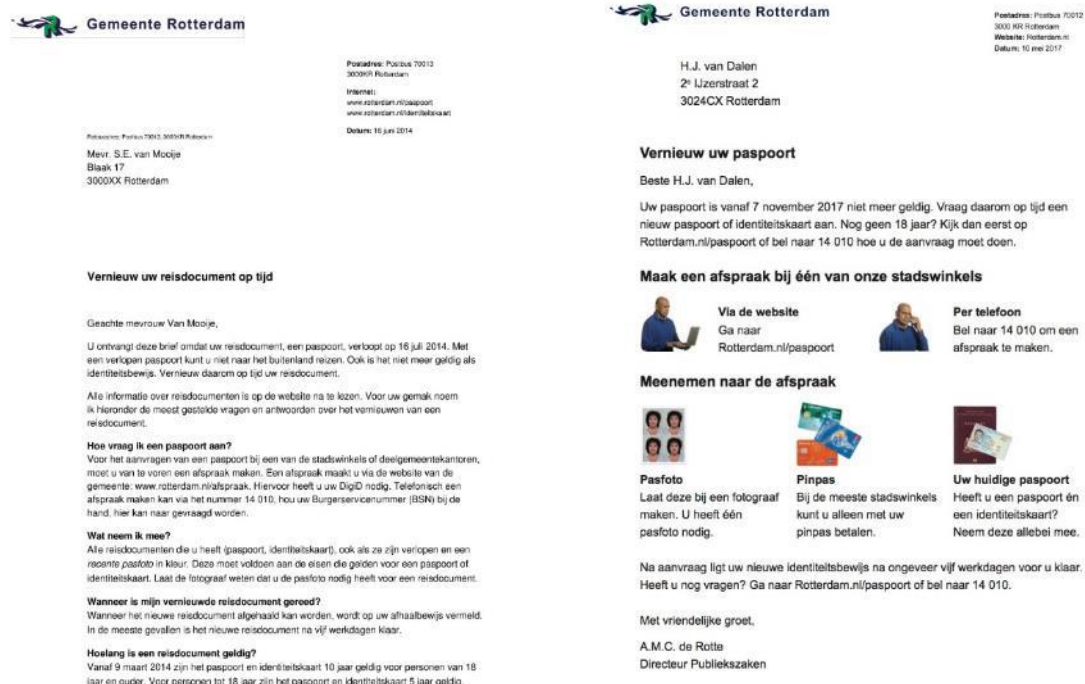 Gemeente Rotterdam
Postadres: Postbus 70013
3000KR Rotterdam
Internet:
www.rotterdam.nl/paspoort
www.rotterdam.nl/identiteitskaart
Datum: 16 juni 2014
Mevr. S.E. van Mooije
Blaak 17
3000XX Rotterdam
Vernieuw uw reisdocument op tijd
Geachte mevrouw Van Mooije,
U ontvangt deze brief omdat uw reisdocument, een paspoort, verloopt op 16 juli 2014. Met
een verlopen paspoort kunt u niet naar het buitenland reizen. Ook is het niet meer geldig als
identiteitsbewijs. Vernieuw daarom op tijd uw reisdocument.
Alle informatie over reisdocumenten is op de website na te lezen. Voor uw gemak noem
ik hieronder de meest gestelde vragen en antwoorden over het vernieuwen van een
reisdocument.
Hoe vraag ik een paspoort aan?
Voor het aanvragen van een paspoort bij een van de stadswinkels of deelgemeentekantoren,
moet u van te voren een afspraak maken. Een afspraak maakt u via de website van de
gemeente: www.rotterdam.nl/afspraak. Hiervoor heeft u uw DigiD nodig. Telefonisch een
afspraak maken kan via het nummer 14 010, hou uw Burgerservicenummer (BSN) bij de
hand, hier kan naar gevraagd worden.
Wat neem ik mee?
Alle reisdocumenten die u heeft (paspoort, identiteitskaart), ook als ze zijn verlopen en een
recente pasfoto in kleur. Deze moet voldoen aan de eisen die gelden voor een paspoort of
identiteitskaart. Laat de fotograaf weten dat u de pasfoto nodig heeft voor een reisdocument.
Wanneer is mijn vernieuwde reisdocument gereed?
Wanneer het nieuwe reisdocument afgehaald kan worden, wordt op uw afhaalbewijs vermeld.
In de meeste gevallen is het nieuwe reisdocument na vijf werkdagen klaar.
Hoelang is een reisdocument geldig?
Vanaf 9 maart 2014 zijn het paspoort en identiteitskaart 10 jaar geldig voor personen van 18
jaar en ouder. Voor personen tot 18 jaar zijn het paspoort en identiteitskaart 5 jaar geldig.
Gemeente Rotterdam
Postadres: Postbus 70012
3000 KR Rotterdam
Website: Rotterdam.nl
Datum: 10 mei 2017
H.J. van Dalen
2e IJzerstraat 2
3024CX Rotterdam
Vernieuw uw paspoort
Beste H.J. van Dalen,
Uw paspoort is vanaf 7 november 2017 niet meer geldig. Vraag daarom op tijd een
nieuw paspoort of identiteitskaart aan. Nog geen 18 jaar? Kijk dan eerst op
Rotterdam.nl/paspoort of bel naar 14 010 hoe u de aanvraag moet doen.
Maak een afspraak bij één van onze stadswinkels
Via de website
Ga naar
Rotterdam.nl/paspoort
Per telefoon
Bel naar 14 010 om een
afspraak te maken.
Meenemen naar de afspraak
Pasfoto
Laat deze bij een fotograaf
maken. U heeft één
pasfoto nodig.
Pinpas
Bij de meeste stadswinkels
kunt u alleen met uw
pinpas betalen.
Uw huidige paspoort
Heeft u een paspoort én
een identiteitskaart?
Neem deze allebei mee.
Na aanvraag ligt uw nieuwe identiteitsbewijs na ongeveer vijf werkdagen voor u klaar.
Heeft u nog vragen? Ga naar Rotterdam.nl/paspoort of bel naar 14 010.
Met vriendelijke groet,
A.M.C. de Rotte
Directeur Publiekszaken